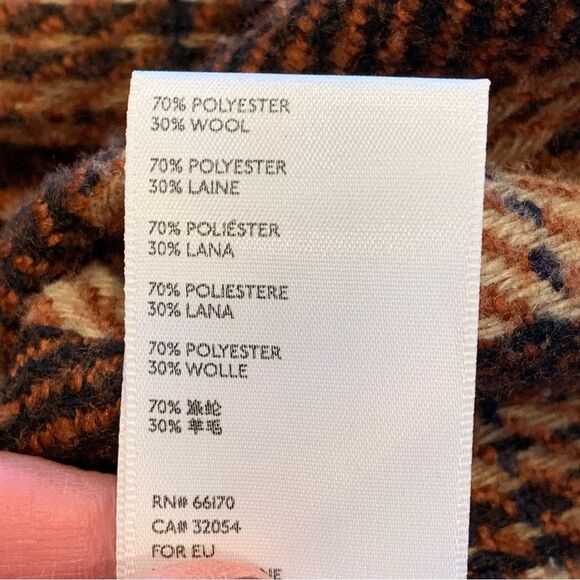 70% POLYESTER
30% WOOL
70% POLYESTER
30% LAINE
70% POLIÉSTER
30% LANA
70% POLIESTERE
30% LANA
70% POLYESTER
30% WOLLE
70% 涤纶
30% 羊毛
RN# 66170
CA# 32054
FOR EU